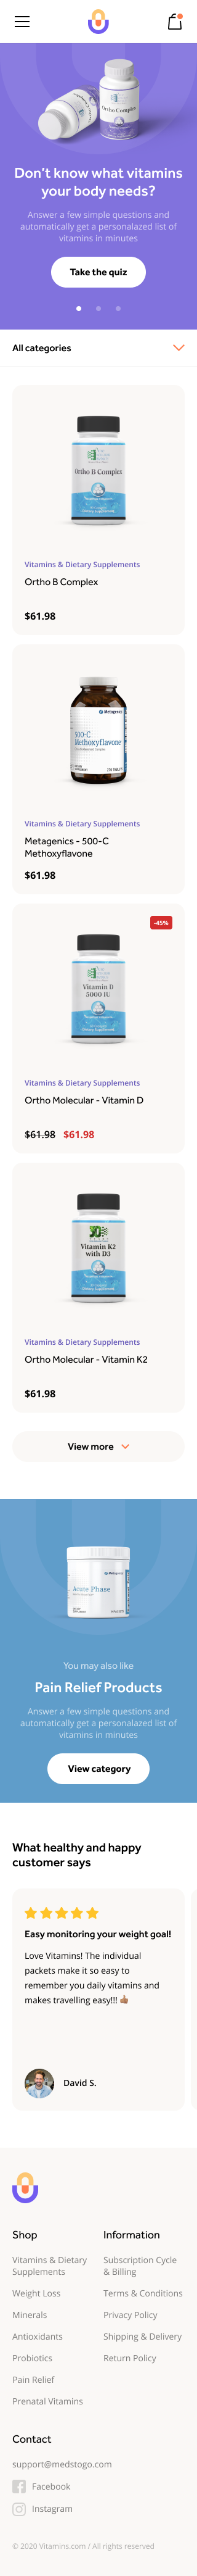 Ortho Complex
Don't know what vitamins
your body needs?
Answer a few simple questions and
automatically get a personalazed list of
vitamins in minutes
Take the quiz
All categories
Ortho B Complex
Vitamins & Dietary Supplements
Ortho B Complex
$61.98
Metagenics
500-C
Methoxyflavone
Vitamins & Dietary Supplements
Metagenics - 500-C
Methoxyflavone
$61.98
-45%
Vitamin D
5000 IU
Vitamins & Dietary Supplements
Ortho Molecular - Vitamin D
$61.98 $61.98
Vitamin K2
with D3
Vitamins & Dietary Supplements
Ortho Molecular - Vitamin K2
$61.98
View more
Metagenics
Acute Phase
You may also like
Pain Relief Products
Answer a few simple questions and
automatically get a personalazed list of
vitamins in minutes
View category
What healthy and happy
customer says
Easy monitoring your weight goal!
Love Vitamins! The individual
packets make it so easy to
remember you daily vitamins and
makes travelling easy!!! 👍🏽
David S.
Shop
Vitamins & Dietary
Supplements
Weight Loss
Minerals
Antioxidants
Probiotics
Pain Relief
Prenatal Vitamins
Information
Subscription Cycle
& Billing
Terms & Conditions
Privacy Policy
Shipping & Delivery
Return Policy
Contact
support@medstogo.com
Facebook
Instagram
© 2020 Vitamins.com / All rights reserved